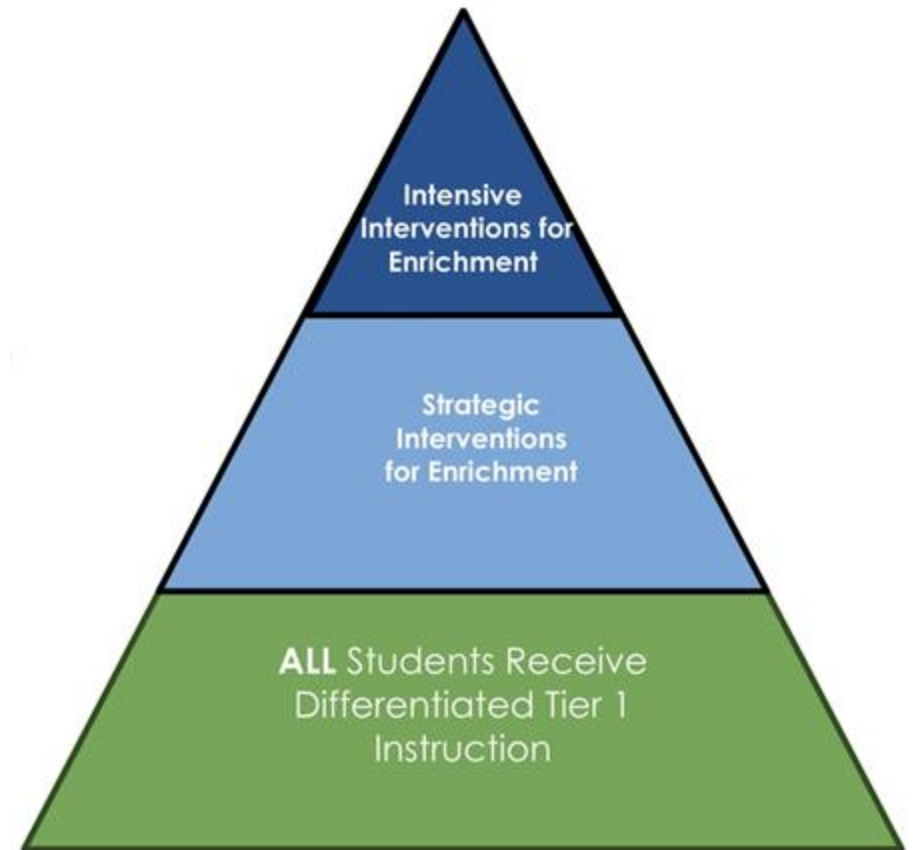 Intensive
Interventions for
Enrichment
Strategic
Interventions
for Enrichment
ALL Students Receive
Differentiated Tier 1
Instruction